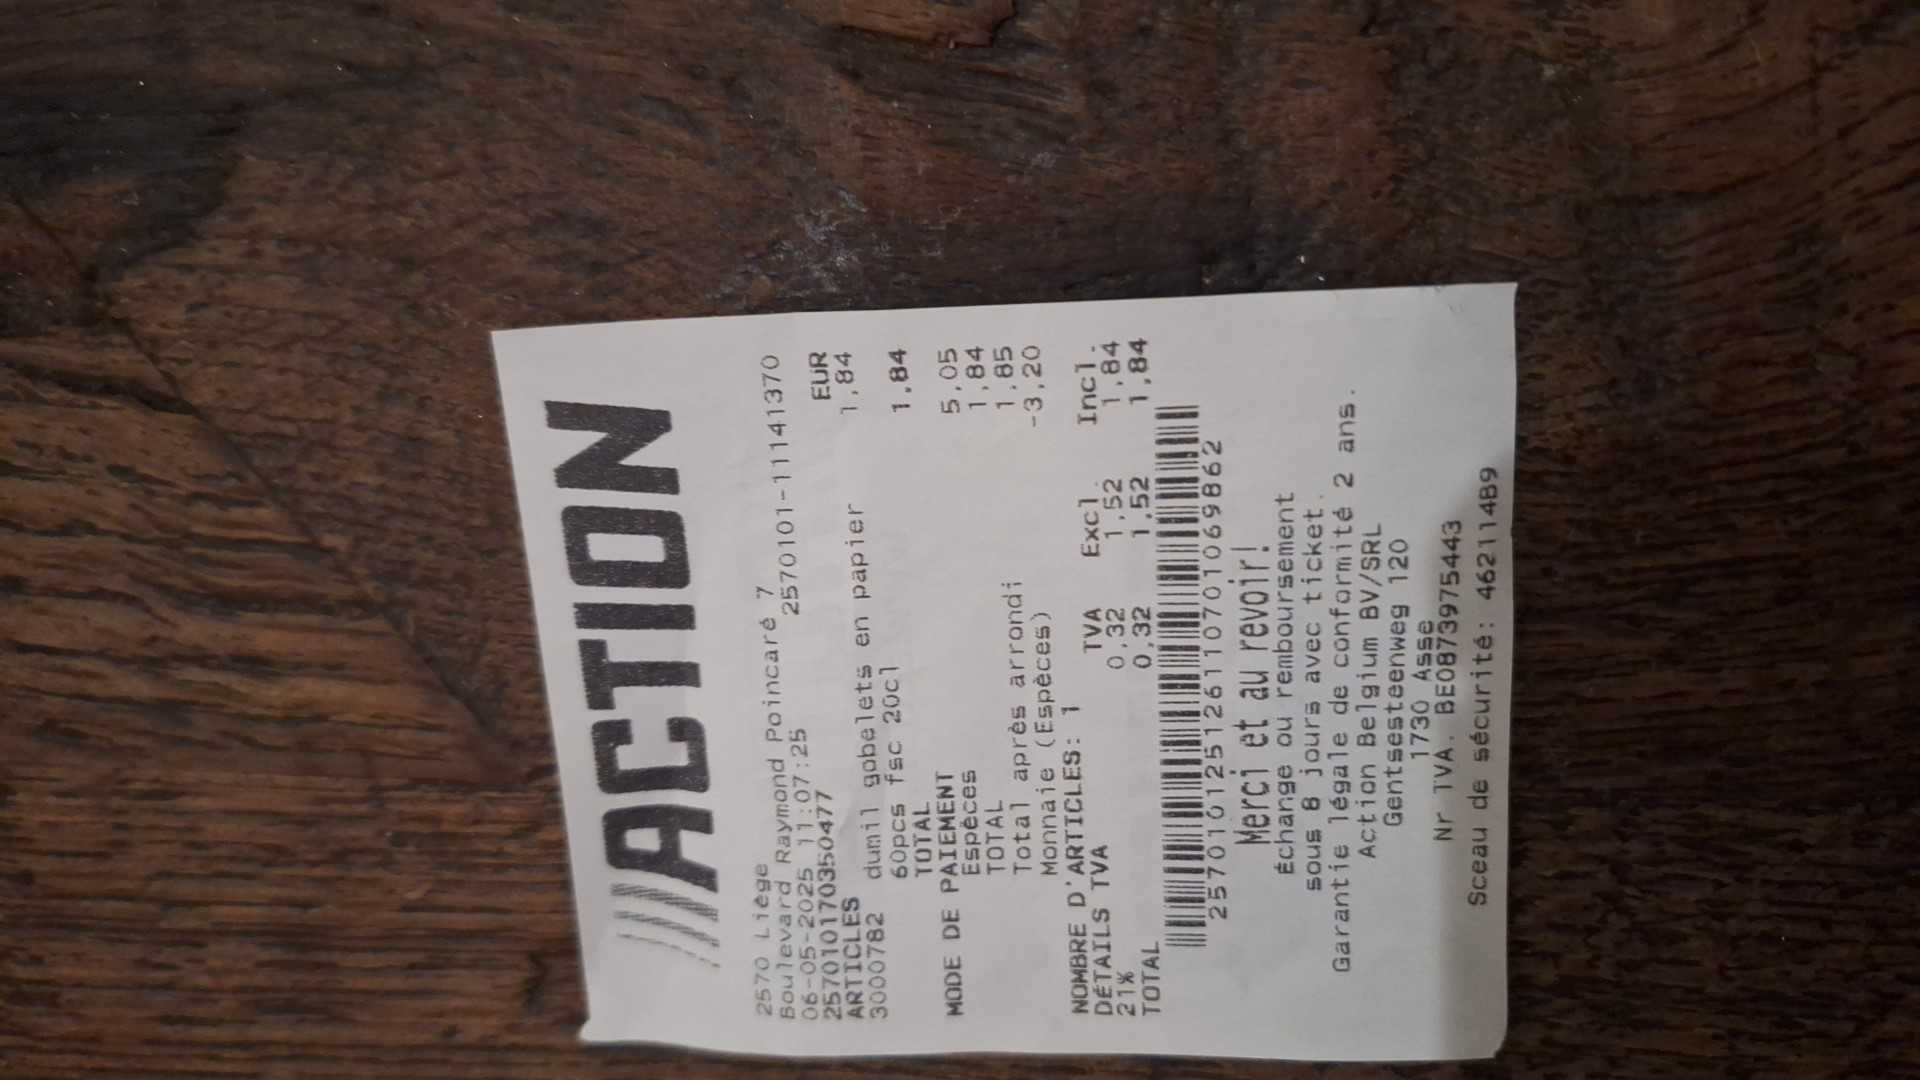 ACTION
2570 Liège
Boulevard Raymond Poincaré 7
06-05-2025 11:07:25 2570101-11141370
25701011703504​77
ARTICLES EUR
3000782 dumil gobelets en papier 1,84
60pcs fsc 20cl
TOTAL 1,84
MODE DE PAIEMENT
Espèces 5,05
TOTAL 1,84
Total après arrondi 1,85
Monnaie (Espèces) -3,20
NOMBRE D'ARTICLES: 1
DÉTAILS TVA TVA Excl. Incl.
21% 0,32 1,52 1,84
TOTAL 0,32 1,52 1,84
2570101251261107010698​62
Merci et au revoir!
Échange ou remboursement
sous 8 jours avec ticket.
Garantie légale de conformité 2 ans.
Action Belgium BV/SRL
Gentsesteenweg 120
1730 Asse
Nr TVA. BE0873975443
Sceau de sécurité: 462114B9